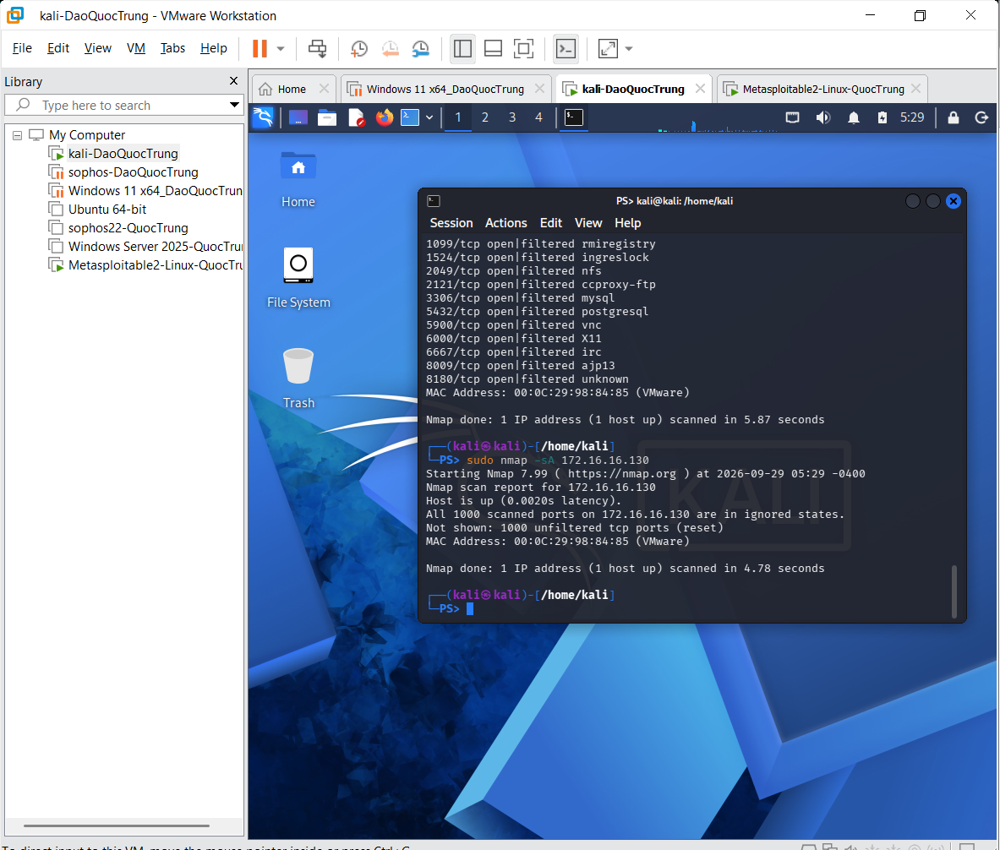 kali-DaoQuocTrung - VMware Workstation
File Edit View VM Tabs Help
Library
Type here to search
My Computer
kali-DaoQuocTrung
sophos-DaoQuocTrung
Windows 11 x64_DaoQuocTrun
Ubuntu 64-bit
sophos22-QuocTrung
Windows Server 2025-QuocTru
Metasploitable2-Linux-QuocTr
Home
Windows 11 x64_DaoQuocTrung
kali-DaoQuocTrung
Metasploitable2-Linux-QuocTrung
1 2 3 4
5:29
Home
File System
Trash
PS> kali@kali: /home/kali
Session Actions Edit View Help
1099/tcp open|filtered rmiregistry
1524/tcp open|filtered ingreslock
2049/tcp open|filtered nfs
2121/tcp open|filtered ccproxy-ftp
3306/tcp open|filtered mysql
5432/tcp open|filtered postgresql
5900/tcp open|filtered vnc
6000/tcp open|filtered X11
6667/tcp open|filtered irc
8009/tcp open|filtered ajp13
8180/tcp open|filtered unknown
MAC Address: 00:0C:29:98:84:85 (VMware)
Nmap done: 1 IP address (1 host up) scanned in 5.87 seconds
┌──(kali㉿kali)-[/home/kali]
└─PS> sudo nmap -sA 172.16.16.130
Starting Nmap 7.99 ( https://nmap.org ) at 2026-09-29 05:29 -0400
Nmap scan report for 172.16.16.130
Host is up (0.0020s latency).
All 1000 scanned ports on 172.16.16.130 are in ignored states.
Not shown: 1000 unfiltered tcp ports (reset)
MAC Address: 00:0C:29:98:84:85 (VMware)
Nmap done: 1 IP address (1 host up) scanned in 4.78 seconds
┌──(kali㉿kali)-[/home/kali]
└─PS>
KALI
To direct input to this VM, move the mouse pointer inside or press Ctrl+G.